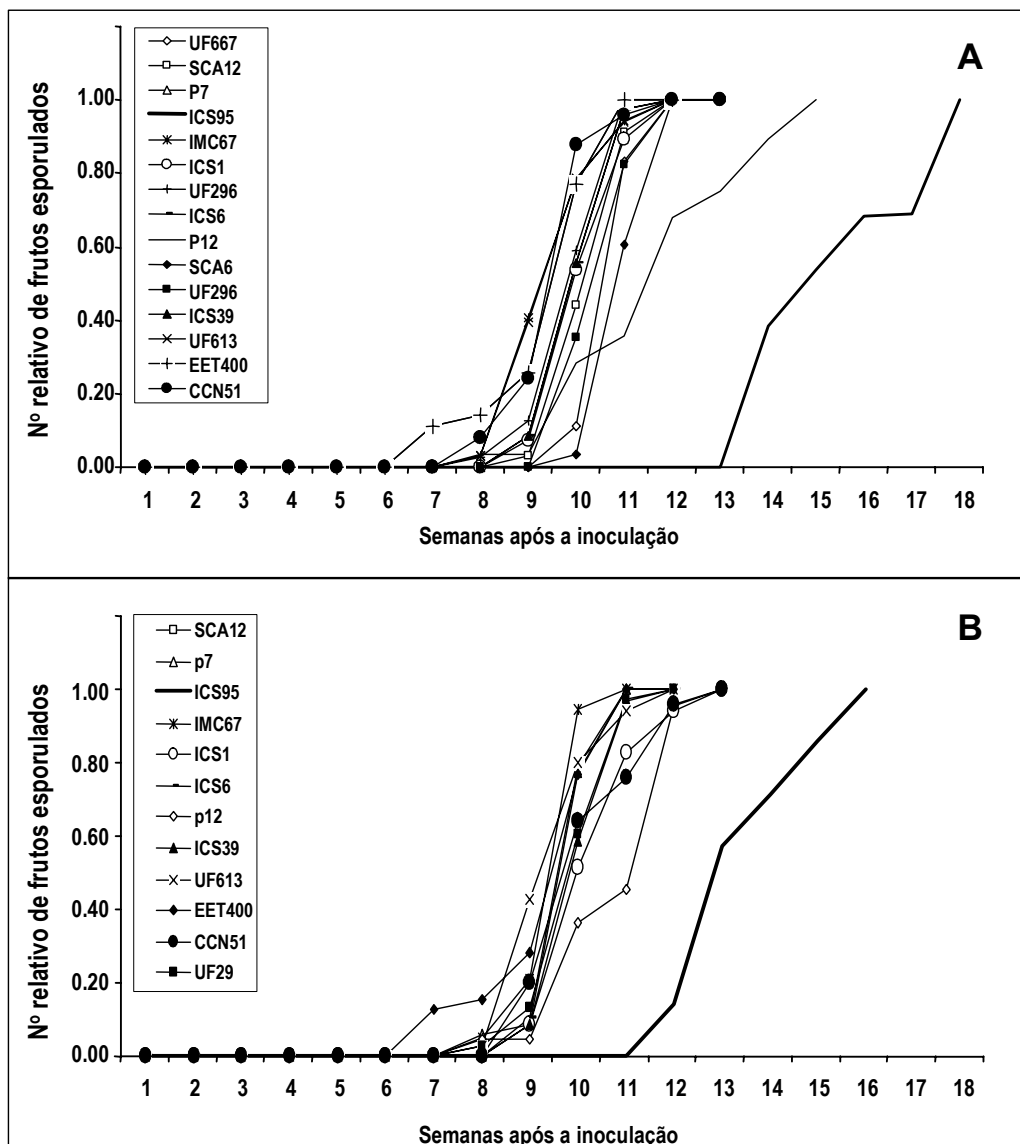 A
Nº relativo de frutos esporulados
1.00
0.80
0.60
0.40
0.20
0.00
UF667
SCA12
P7
ICS95
IMC67
ICS1
UF296
ICS6
P12
SCA6
UF296
ICS39
UF613
EET400
CCN51
1 2 3 4 5 6 7 8 9 10 11 12 13 14 15 16 17 18
Semanas após a inoculação
B
Nº relativo de frutos esporulados
1.00
0.80
0.60
0.40
0.20
0.00
SCA12
p7
ICS95
IMC67
ICS1
ICS6
p12
ICS39
UF613
EET400
CCN51
UF29
1 2 3 4 5 6 7 8 9 10 11 12 13 14 15 16 17 18
Semanas após a inoculação